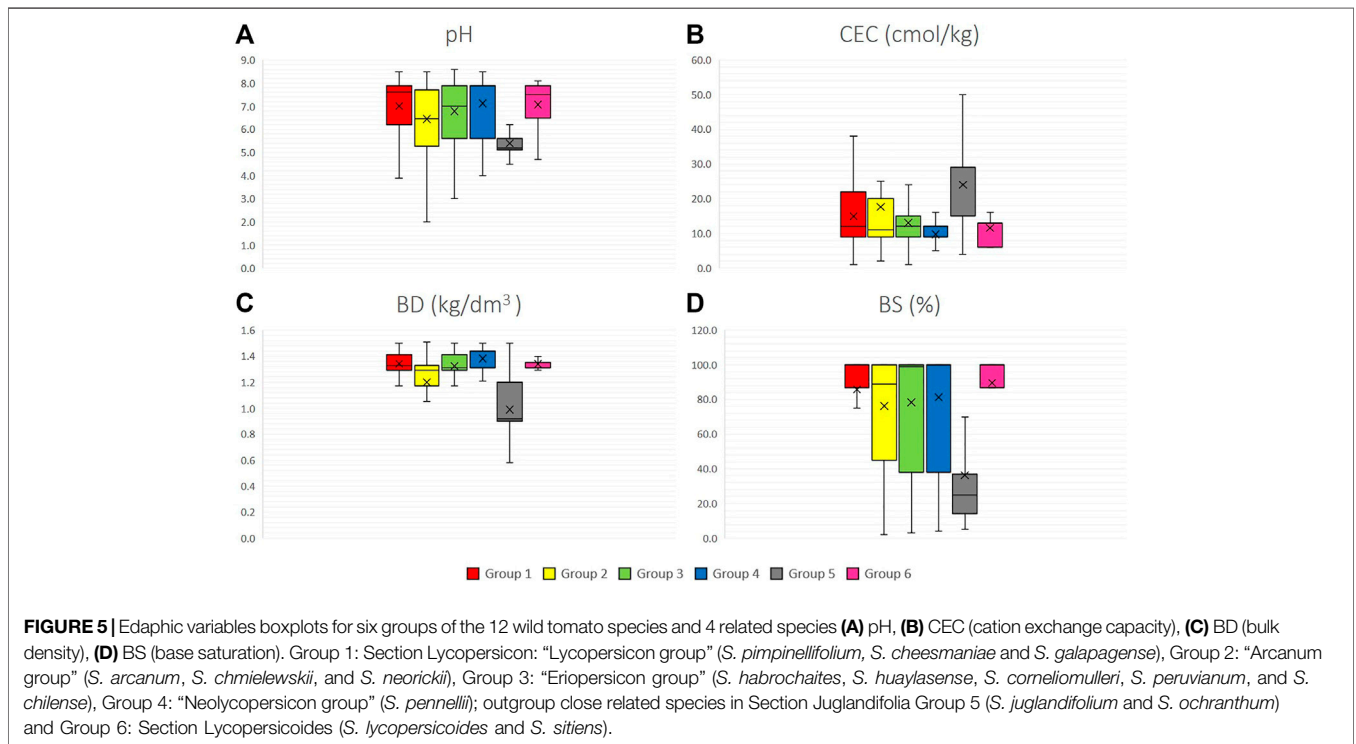 A
pH
9.0
8.0
7.0
6.0
5.0
4.0
3.0
2.0
1.0
0.0
B
CEC (cmol/kg)
60.0
50.0
40.0
30.0
20.0
10.0
0.0
C
BD (kg/dm³ )
1.6
1.4
1.2
1.0
0.8
0.6
0.4
0.2
0.0
D
BS (%)
120.0
100.0
80.0
60.0
40.0
20.0
0.0
Group 1 Group 2 Group 3 Group 4 Group 5 Group 6
FIGURE 5 | Edaphic variables boxplots for six groups of the 12 wild tomato species and 4 related species (A) pH, (B) CEC (cation exchange capacity), (C) BD (bulk
density), (D) BS (base saturation). Group 1: Section Lycopersicon: “Lycopersicon group” (S. pimpinellifolium, S. cheesmaniae and S. galapagense), Group 2: “Arcanum
group” (S. arcanum, S. chmielewskii, and S. neorickii), Group 3: “Eriopersicon group” (S. habrochaites, S. huaylasense, S. corneliomulleri, S. peruvianum, and S.
chilense), Group 4: “Neolycopersicon group” (S. pennellii); outgroup close related species in Section Juglandifolia Group 5 (S. juglandifolium and S. ochranthum)
and Group 6: Section Lycopersicoides (S. lycopersicoides and S. sitiens).